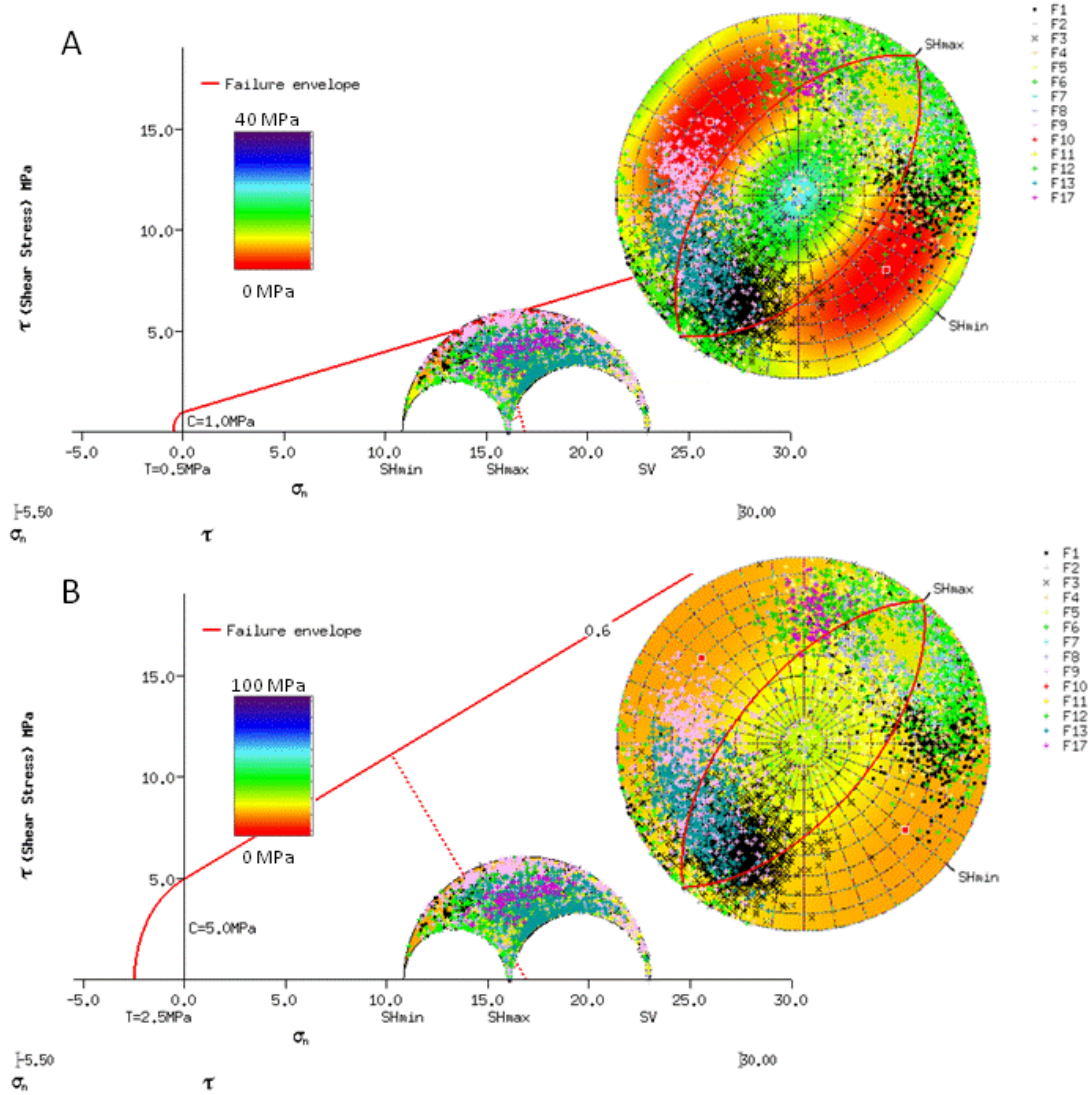 A
Failure envelope
40 MPa
0 MPa
15.0
10.0
5.0
τ (Shear Stress) MPa
C=1.0MPa
-5.0
0.0
5.0
10.0
15.0
20.0
25.0
30.0
T=0.5MPa
SHmin
SHmax
SV
σn
-5.50
30.00
σn
τ
SHmax
SHmin
F1
F2
F3
F4
F5
F6
F7
F8
F9
F10
F11
F12
F13
F17
B
Failure envelope
100 MPa
0 MPa
0.6
15.0
10.0
5.0
τ (Shear Stress) MPa
C=5.0MPa
-5.0
0.0
5.0
10.0
15.0
20.0
25.0
30.0
T=2.5MPa
SHmin
SHmax
SV
σn
-5.50
30.00
σn
τ
SHmax
SHmin
F1
F2
F3
F4
F5
F6
F7
F8
F9
F10
F11
F12
F13
F17